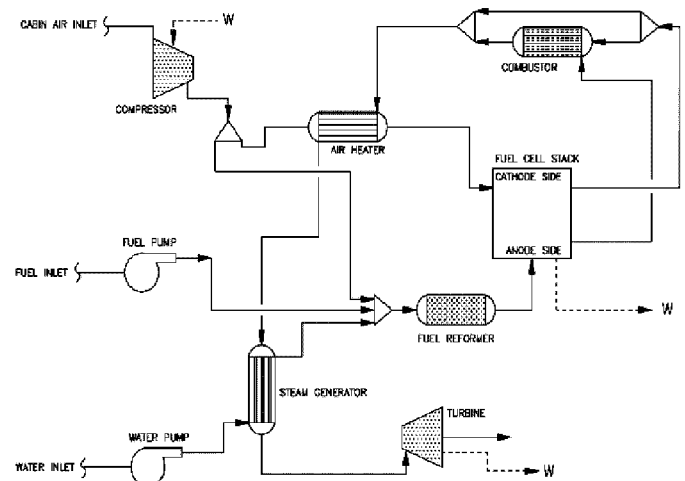 CABIN AIR INLET
W
COMPRESSOR
COMBUSTOR
AIR HEATER
FUEL CELL STACK
CATHODE SIDE
ANODE SIDE
FUEL PUMP
FUEL INLET
W
FUEL REFORMER
STEAM GENERATOR
TURBINE
WATER PUMP
WATER INLET
W